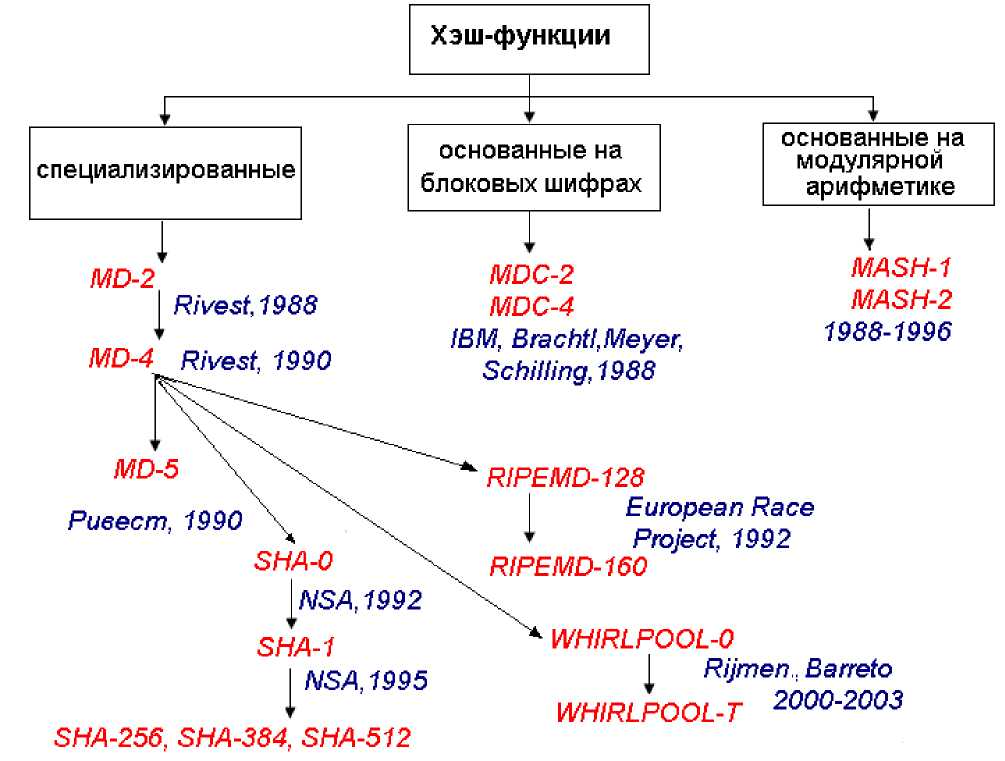 Хэш-функции
специализированные
основанные на
блоковых шифрах
основанные на
модулярной
арифметике
MD-2
Rivest,1988
MD-4
Rivest, 1990
MDC-2
MDC-4
IBM, Brachtl,Meyer,
Schilling,1988
MASH-1
MASH-2
1988-1996
MD-5
Ривест, 1990
RIPEMD-128
European Race
Project, 1992
RIPEMD-160
SHA-0
NSA,1992
SHA-1
NSA,1995
SHA-256, SHA-384, SHA-512
WHIRLPOOL-0
Rijmen., Barreto
2000-2003
WHIRLPOOL-T